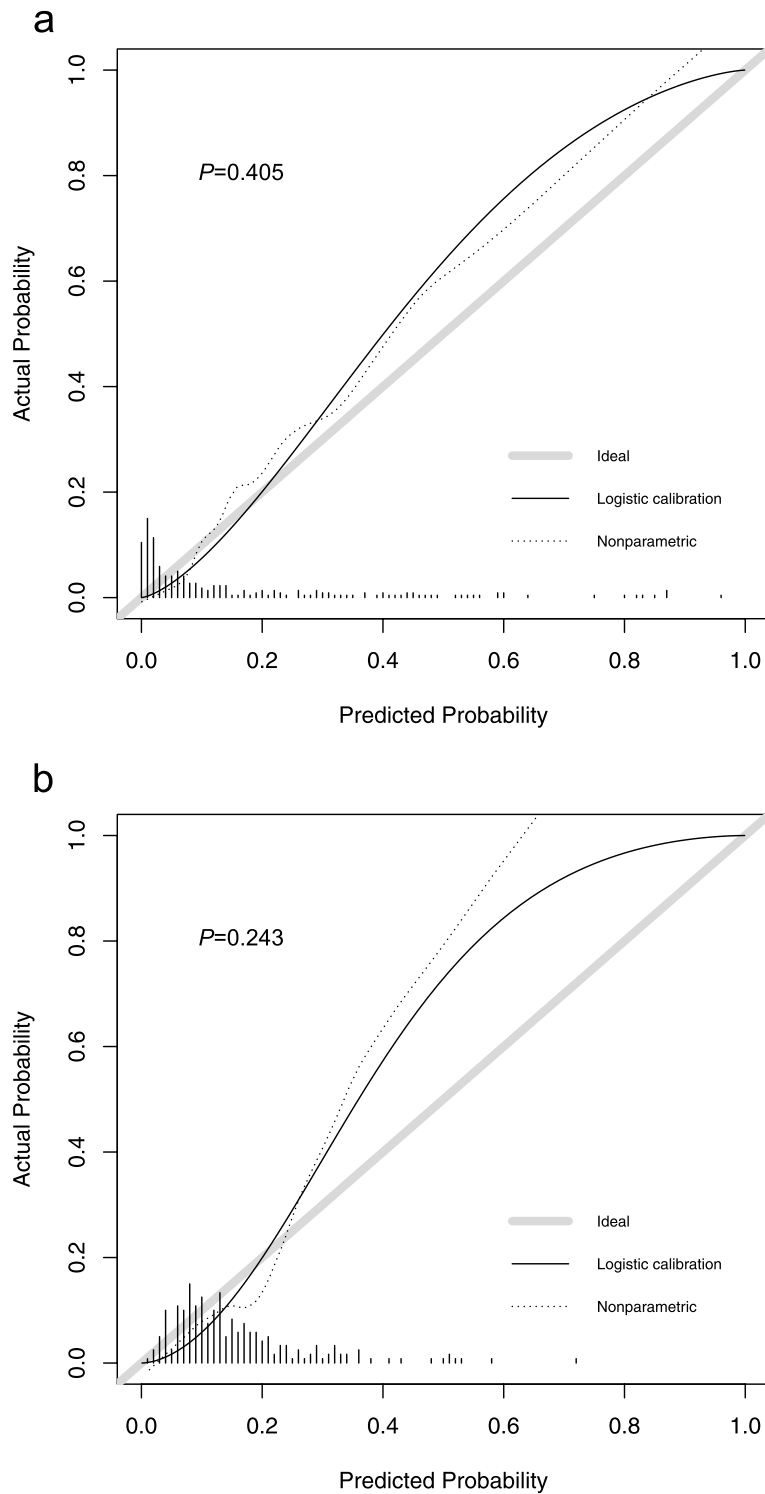 a
1.0
0.8
0.6
0.4
0.2
0.0
Actual Probability
P=0.405
Ideal
Logistic calibration
Nonparametric
0.0 0.2 0.4 0.6 0.8 1.0
Predicted Probability
b
1.0
0.8
0.6
0.4
0.2
0.0
Actual Probability
P=0.243
Ideal
Logistic calibration
Nonparametric
0.0 0.2 0.4 0.6 0.8 1.0
Predicted Probability